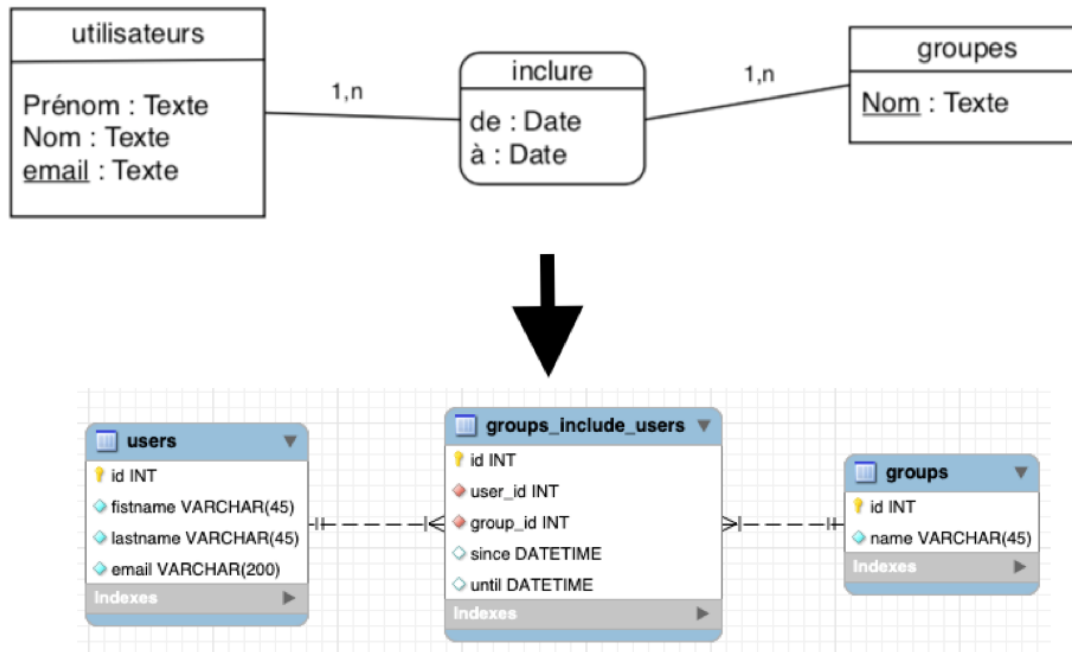 utilisateurs
Prénom : Texte
Nom : Texte
email : Texte
1,n
inclure
de : Date
à : Date
1,n
groupes
Nom : Texte
users
id INT
fistname VARCHAR(45)
lastname VARCHAR(45)
email VARCHAR(200)
Indexes
groups_include_users
id INT
user_id INT
group_id INT
since DATETIME
until DATETIME
Indexes
groups
id INT
name VARCHAR(45)
Indexes